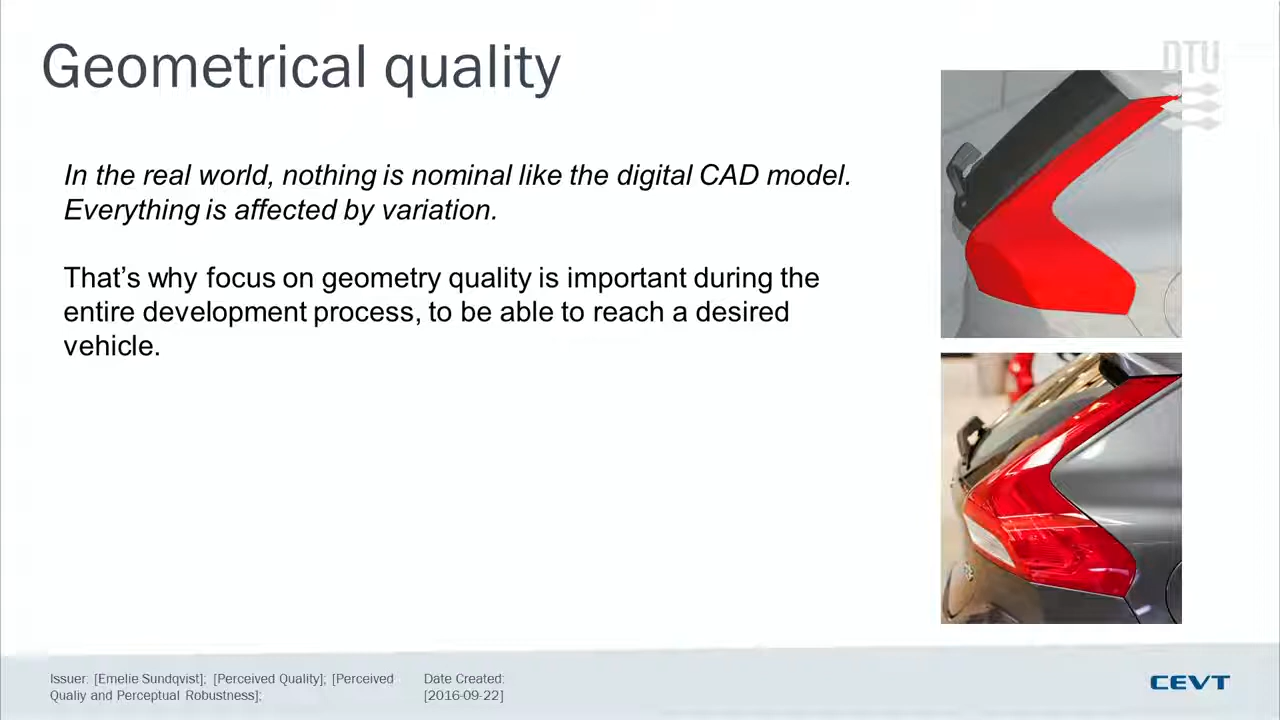 Geometrical quality
DTU
In the real world, nothing is nominal like the digital CAD model.
Everything is affected by variation.
That's why focus on geometry quality is important during the
entire development process, to be able to reach a desired
vehicle.
Issuer: [Emelie Sundqvist]; [Perceived Quality]; [Perceived
Qualiy and Perceptual Robustness];
Date Created:
[2016-09-22]
CEVT